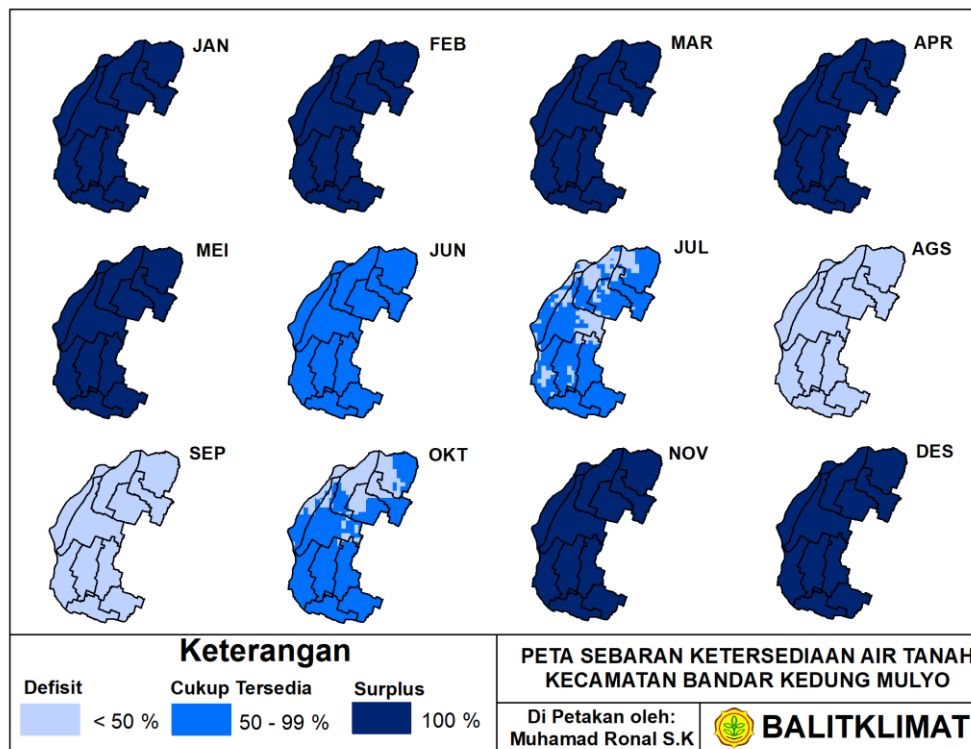 JAN
FEB
MAR
APR
MEI
JUN
JUL
AGS
SEP
OKT
NOV
DES
Keterangan
Defisit
Cukup Tersedia
Surplus
< 50 %
50 - 99 %
100 %
PETA SEBARAN KETERSEDIAAN AIR TANAH
KECAMATAN BANDAR KEDUNG MULYO
Di Petakan oleh:
Muhamad Ronal S.K
BALITKLIMAT